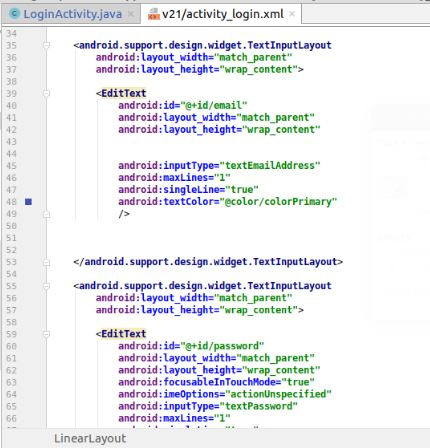 LoginActivity.java × v21/activity_login.xml ×
34
35 <android.support.design.widget.TextInputLayout
36 android:layout_width="match_parent"
37 android:layout_height="wrap_content">
38
39 <EditText
40 android:id="@+id/email"
41 android:layout_width="match_parent"
42 android:layout_height="wrap_content"
43
44
45 android:inputType="textEmailAddress"
46 android:maxLines="1"
47 android:singleLine="true"
48 android:textColor="@color/colorPrimary"
49 />
50
51
52
53 </android.support.design.widget.TextInputLayout>
54
55 <android.support.design.widget.TextInputLayout
56 android:layout_width="match_parent"
57 android:layout_height="wrap_content">
58
59 <EditText
60 android:id="@+id/password"
61 android:layout_width="match_parent"
62 android:layout_height="wrap_content"
63 android:focusableInTouchMode="true"
64 android:imeOptions="actionUnspecified"
65 android:inputType="textPassword"
66 android:maxLines="1"
LinearLayout